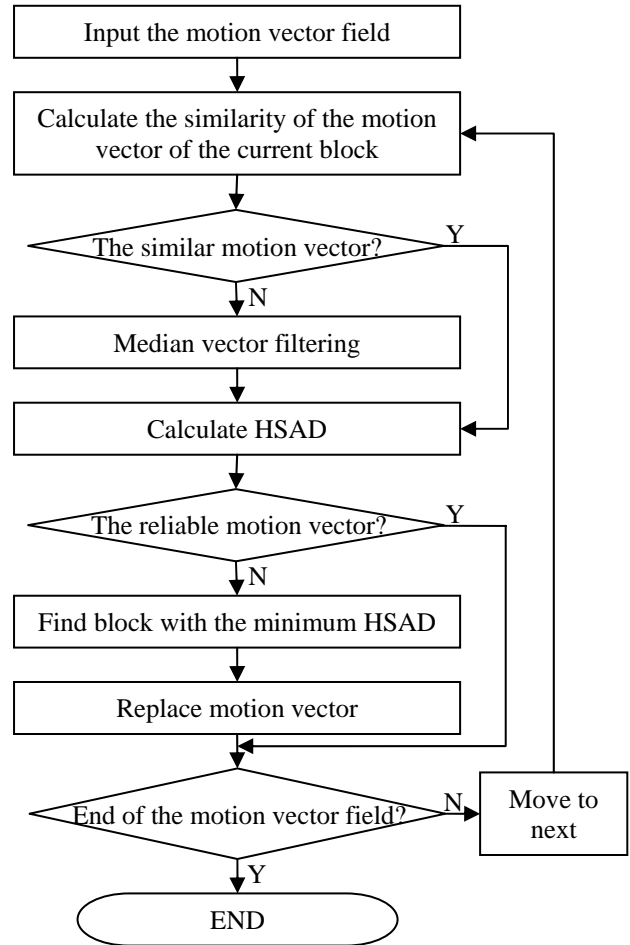 Input the motion vector field
Calculate the similarity of the motion
vector of the current block
The similar motion vector?
Y
N
Median vector filtering
Calculate HSAD
The reliable motion vector?
Y
N
Find block with the minimum HSAD
Replace motion vector
End of the motion vector field?
N
Move to
next
Y
END